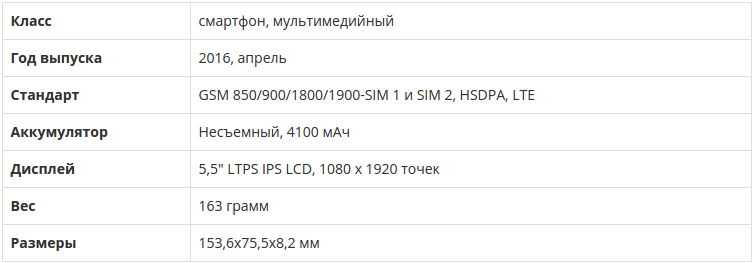 Класс смартфон, мультимедийный
Год выпуска 2016, апрель
Стандарт GSM 850/900/1800/1900-SIM 1 и SIM 2, HSDPA, LTE
Аккумулятор Несъемный, 4100 мАч
Дисплей 5,5" LTPS IPS LCD, 1080 x 1920 точек
Вес 163 грамм
Размеры 153,6x75,5x8,2 мм